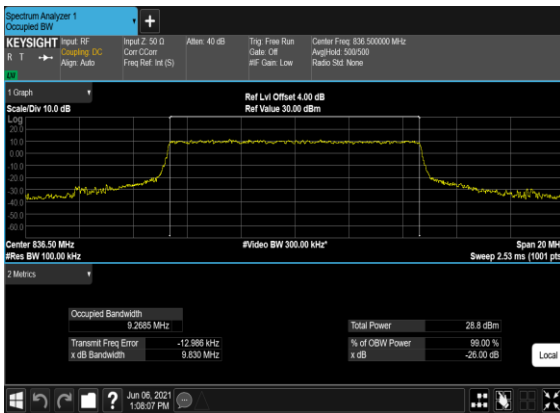 Spectrum Analyzer 1
Occupied BW
+
KEYSIGHT Input: RF Input Z: 50 Ω Atten: 40 dB Trig: Free Run Center Freq: 836.500000 MHz
R T Coupling: DC Corr CCorr Gate: Off Avg|Hold: 500/500
Align: Auto Freq Ref: Int (S) #IF Gain: Low Radio Std: None
1 Graph
Ref Lvl Offset 4.00 dB
Scale/Div 10.0 dB Ref Value 30.00 dBm
Log
20.0
10.0
0.00
-10.0
-20.0
-30.0
-40.0
-50.0
-60.0
Center 836.50 MHz #Video BW 300.00 kHz* Span 20 MH
#Res BW 100.00 kHz Sweep 2.53 ms (1001 pts
2 Metrics
Occupied Bandwidth
9.2685 MHz Total Power 28.8 dBm
Transmit Freq Error -12.986 kHz % of OBW Power 99.00 %
x dB Bandwidth 9.830 MHz x dB -26.00 dB
Local
? Jun 06, 2021
1:08:07 PM